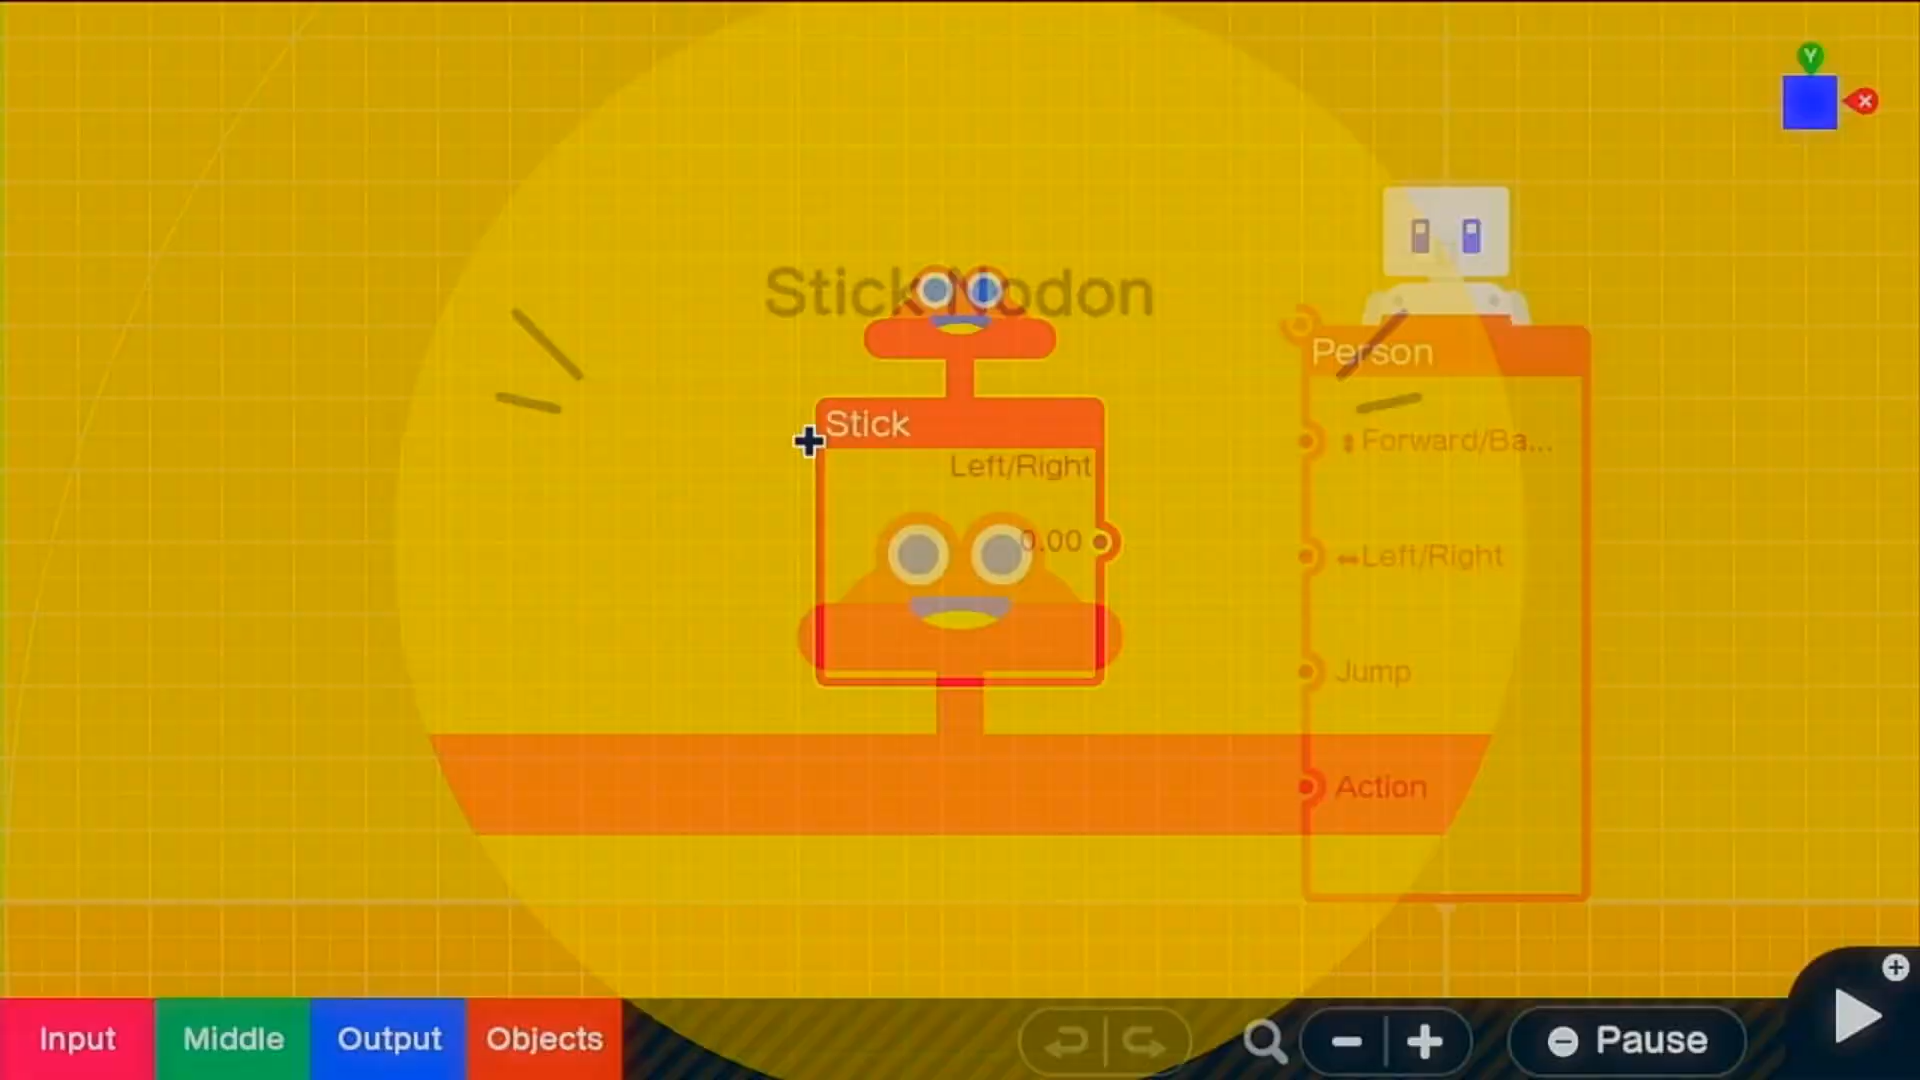 Y
X
Stick Nodon
Person
Stick
Forward/Ba...
Left/Right
0.00
Left/Right
Jump
Action
Input
Middle
Output
Objects
Pause